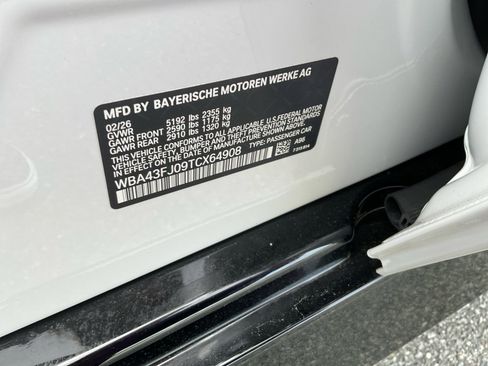 MFD BY BAYERISCHE MOTOREN WERKE AG
02/26
GVWR 5192 lbs 2355 kg
GAWR FRONT 2590 lbs 1175 kg
GAWR REAR 2910 lbs 1320 kg
THIS VEHICLE CONFORMS TO ALL APPLICABLE U.S. FEDERAL MOTOR
VEHICLE SAFETY, BUMPER, AND THEFT PREVENTION STANDARDS
IN EFFECT ON THE DATE OF MANUFACTURE SHOWN ABOVE.
WBA43FJ09TCX64908 TYPE: PASSENGER CAR
A96